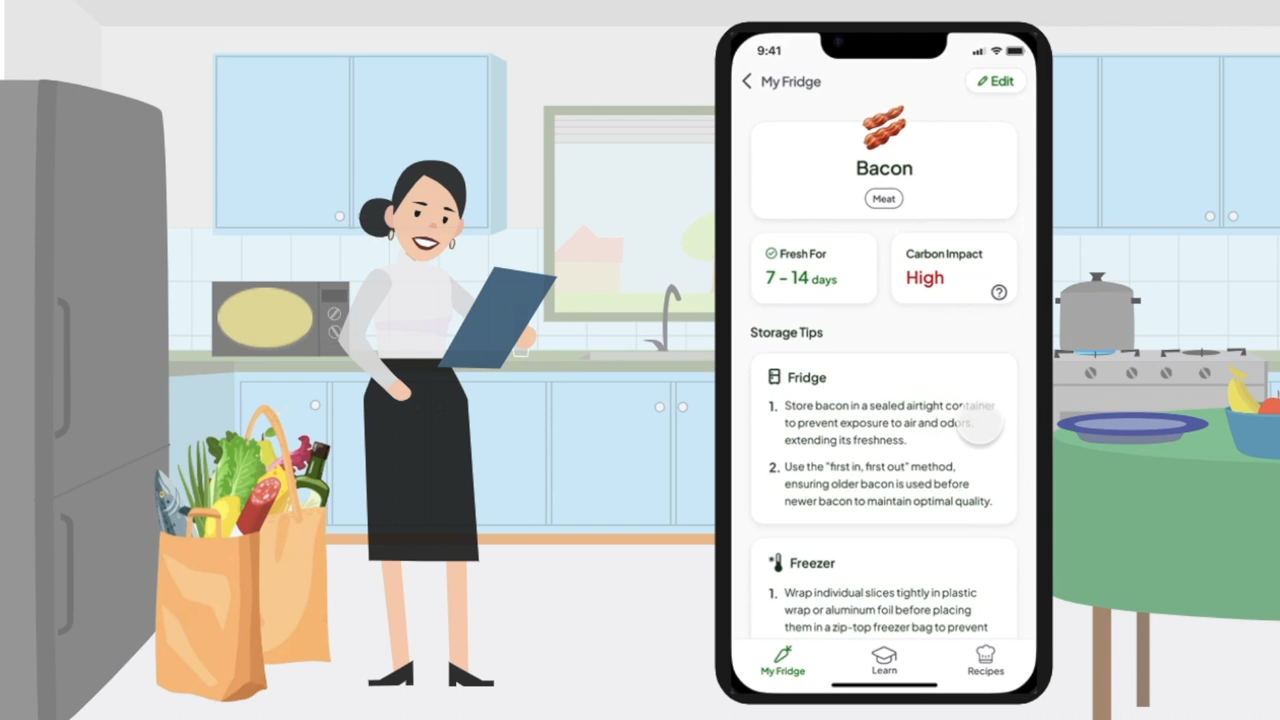 9:41
My Fridge
Edit
Bacon
Meat
Fresh For
7 - 14 days
Carbon Impact
High
?
Storage Tips
Fridge
1. Store bacon in a sealed airtight container
to prevent exposure to air and odors,
extending its freshness.
2. Use the "first in, first out" method,
ensuring older bacon is used before
newer bacon to maintain optimal quality.
Freezer
1. Wrap individual slices tightly in plastic
wrap or aluminum foil before placing
them in a zip-top freezer bag to prevent
My Fridge
Learn
Recipes